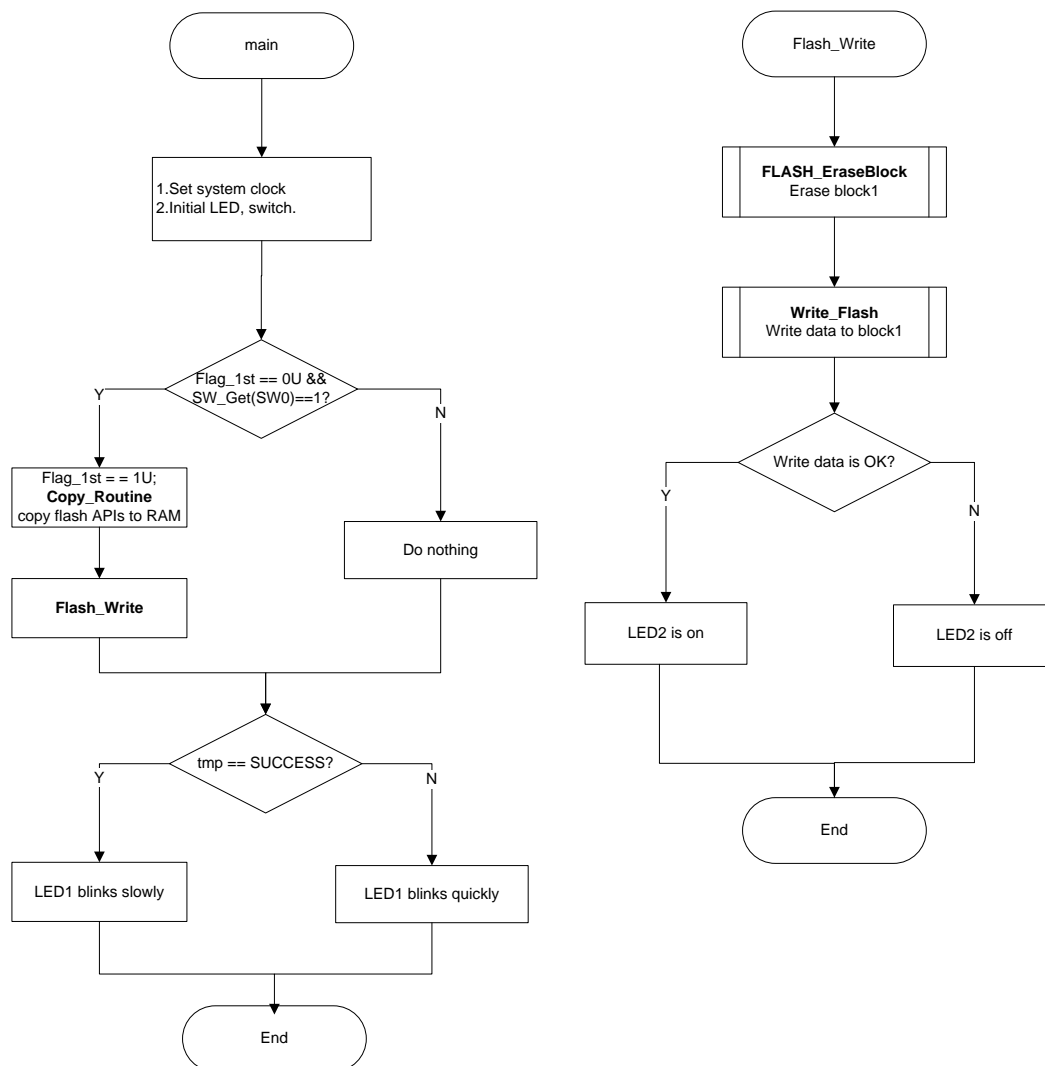 main
1.Set system clock
2.Initial LED, switch.
Flag_1st == 0U &&
SW_Get(SW0)==1?
Y
N
Flag_1st = = 1U;
Copy_Routine
copy flash APIs to RAM
Do nothing
Flash_Write
tmp == SUCCESS?
Y
N
LED1 blinks slowly
LED1 blinks quickly
End
Flash_Write
FLASH_EraseBlock
Erase block1
Write_Flash
Write data to block1
Write data is OK?
Y
N
LED2 is on
LED2 is off
End